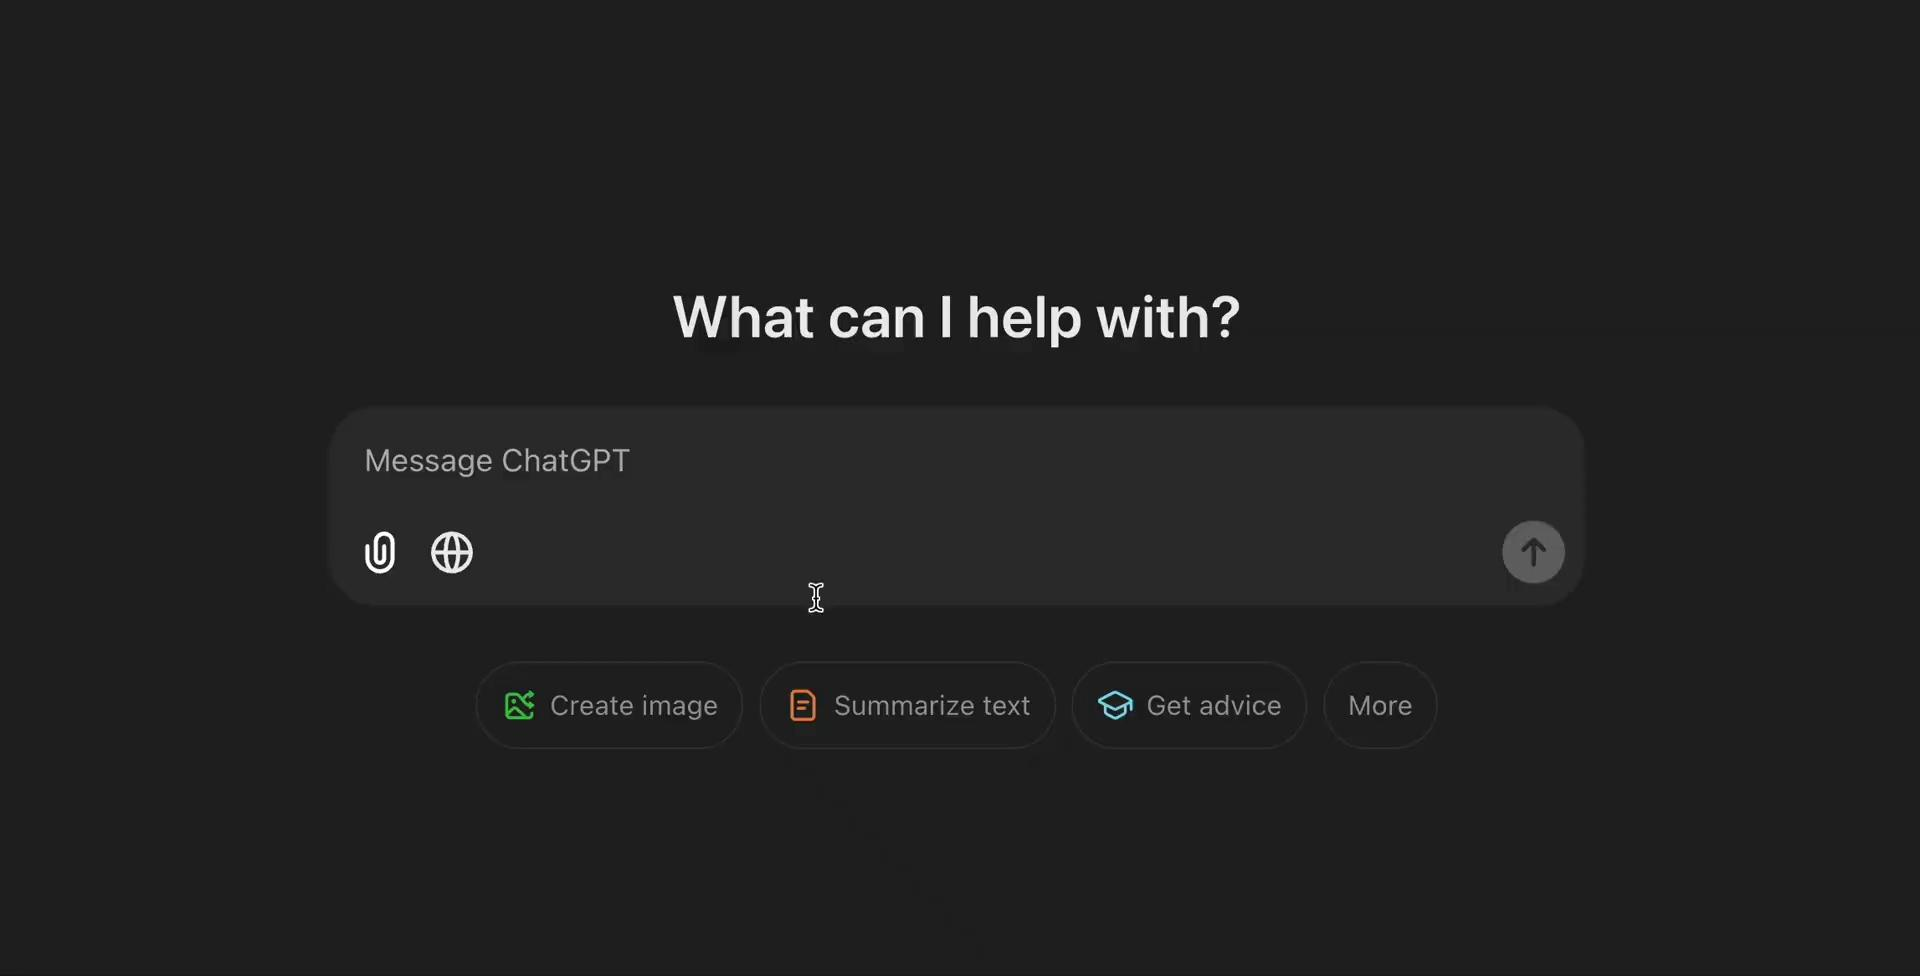 What can I help with?
Message ChatGPT
Create image
Summarize text
Get advice
More